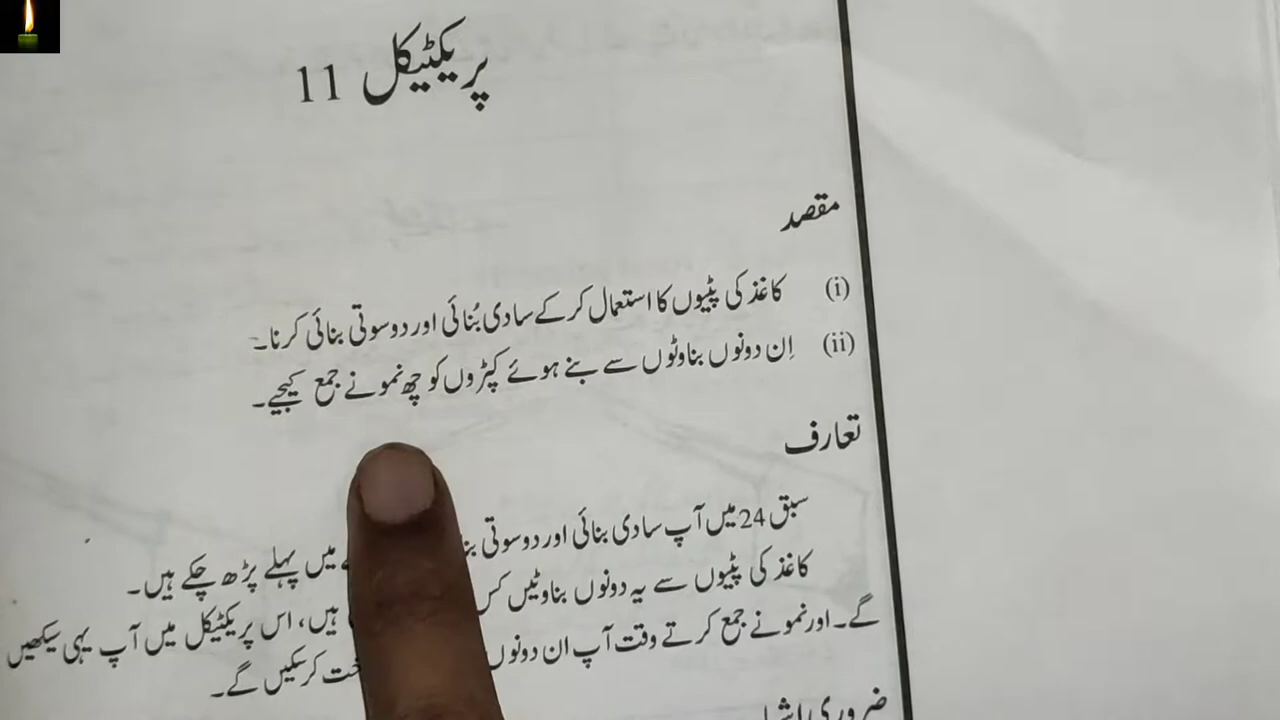 پریکٹیکل 11
مقصد
(i) کاغذ کی پٹیوں کا استعمال کر کے سادی بُنائی اور دوسوتی بنائی کرنا۔
(ii) اِن دونوں بناوٹوں سے بنے ہوئے کپڑوں کو چھ نمونے جمع کیجیے۔
تعارف
سبق 24 میں آپ سادی بنائی اور دوسوتی میں پہلے پڑھ چکے ہیں۔
کاغذ کی پٹیوں سے یہ دونوں بناوٹیں ہیں، اس پریکٹیکل میں آپ یہی سیکھیں
گے۔ اور نمونے جمع کرتے وقت آپ ان دونوں کرسکیں گے۔
ضروری